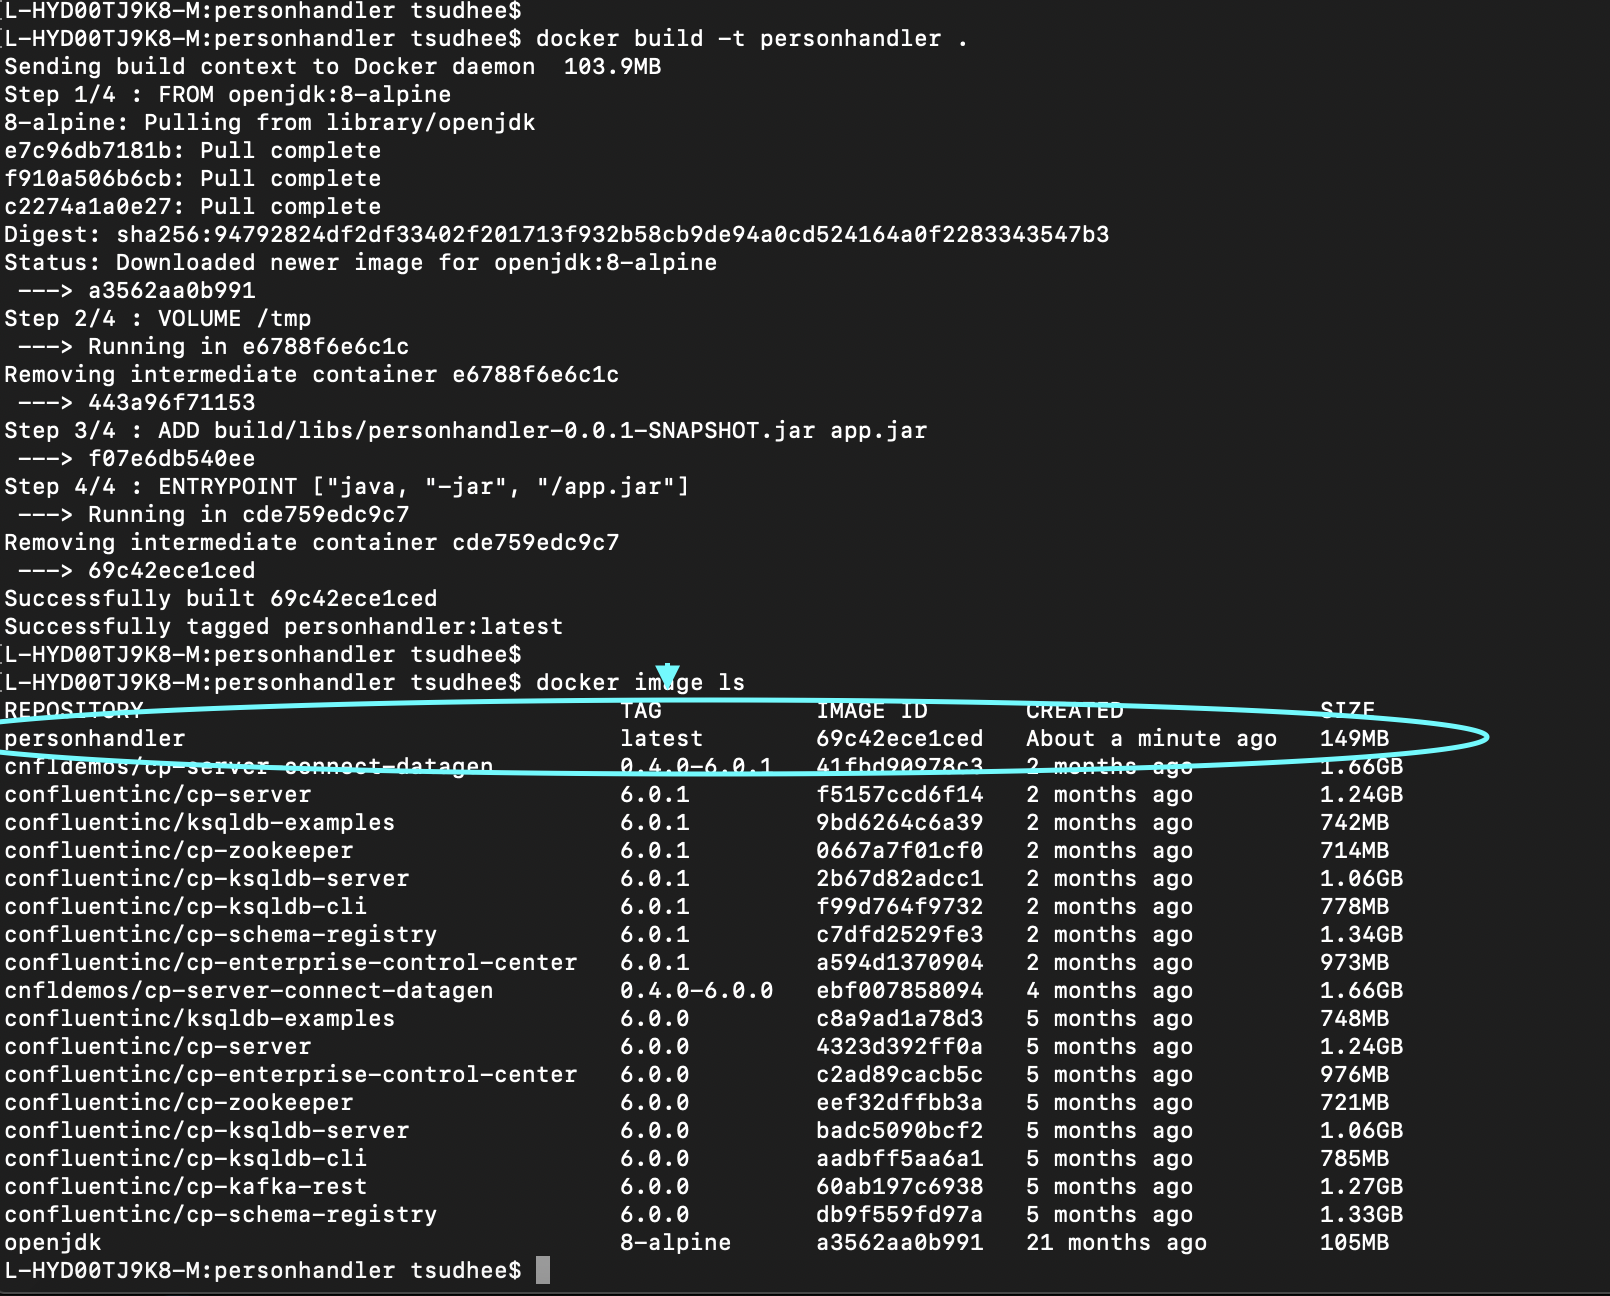 L-HYD00TJ9K8-M:personhandler tsudhee$
L-HYD00TJ9K8-M:personhandler tsudhee$ docker build -t personhandler .
Sending build context to Docker daemon  103.9MB
Step 1/4 : FROM openjdk:8-alpine
8-alpine: Pulling from library/openjdk
e7c96db7181b: Pull complete
f910a506b6cb: Pull complete
c2274a1a0e27: Pull complete
Digest: sha256:94792824df2df33402f201713f932b58cb9de94a0cd524164a0f2283343547b3
Status: Downloaded newer image for openjdk:8-alpine
 ---> a3562aa0b991
Step 2/4 : VOLUME /tmp
 ---> Running in e6788f6e6c1c
Removing intermediate container e6788f6e6c1c
 ---> 443a96f71153
Step 3/4 : ADD build/libs/personhandler-0.0.1-SNAPSHOT.jar app.jar
 ---> f07e6db540ee
Step 4/4 : ENTRYPOINT ["java, "-jar", "/app.jar"]
 ---> Running in cde759edc9c7
Removing intermediate container cde759edc9c7
 ---> 69c42ece1ced
Successfully built 69c42ece1ced
Successfully tagged personhandler:latest
L-HYD00TJ9K8-M:personhandler tsudhee$
L-HYD00TJ9K8-M:personhandler tsudhee$ docker image ls
REPOSITORY TAG IMAGE ID CREATED SIZE
personhandler latest 69c42ece1ced About a minute ago 149MB
cnfldemos/cp-server-connect-datagen 0.4.0-6.0.1 41fbd90978c3 2 months ago 1.66GB
confluentinc/cp-server 6.0.1 f5157ccd6f14 2 months ago 1.24GB
confluentinc/ksqldb-examples 6.0.1 9bd6264c6a39 2 months ago 742MB
confluentinc/cp-zookeeper 6.0.1 0667a7f01cf0 2 months ago 714MB
confluentinc/cp-ksqldb-server 6.0.1 2b67d82adcc1 2 months ago 1.06GB
confluentinc/cp-ksqldb-cli 6.0.1 f99d764f9732 2 months ago 778MB
confluentinc/cp-schema-registry 6.0.1 c7dfd2529fe3 2 months ago 1.34GB
confluentinc/cp-enterprise-control-center 6.0.1 a594d1370904 2 months ago 973MB
cnfldemos/cp-server-connect-datagen 0.4.0-6.0.0 ebf007858094 4 months ago 1.66GB
confluentinc/ksqldb-examples 6.0.0 c8a9ad1a78d3 5 months ago 748MB
confluentinc/cp-server 6.0.0 4323d392ff0a 5 months ago 1.24GB
confluentinc/cp-enterprise-control-center 6.0.0 c2ad89cacb5c 5 months ago 976MB
confluentinc/cp-zookeeper 6.0.0 eef32dffbb3a 5 months ago 721MB
confluentinc/cp-ksqldb-server 6.0.0 badc5090bcf2 5 months ago 1.06GB
confluentinc/cp-ksqldb-cli 6.0.0 aadbff5aa6a1 5 months ago 785MB
confluentinc/cp-kafka-rest 6.0.0 60ab197c6938 5 months ago 1.27GB
confluentinc/cp-schema-registry 6.0.0 db9f559fd97a 5 months ago 1.33GB
openjdk 8-alpine a3562aa0b991 21 months ago 105MB
L-HYD00TJ9K8-M:personhandler tsudhee$